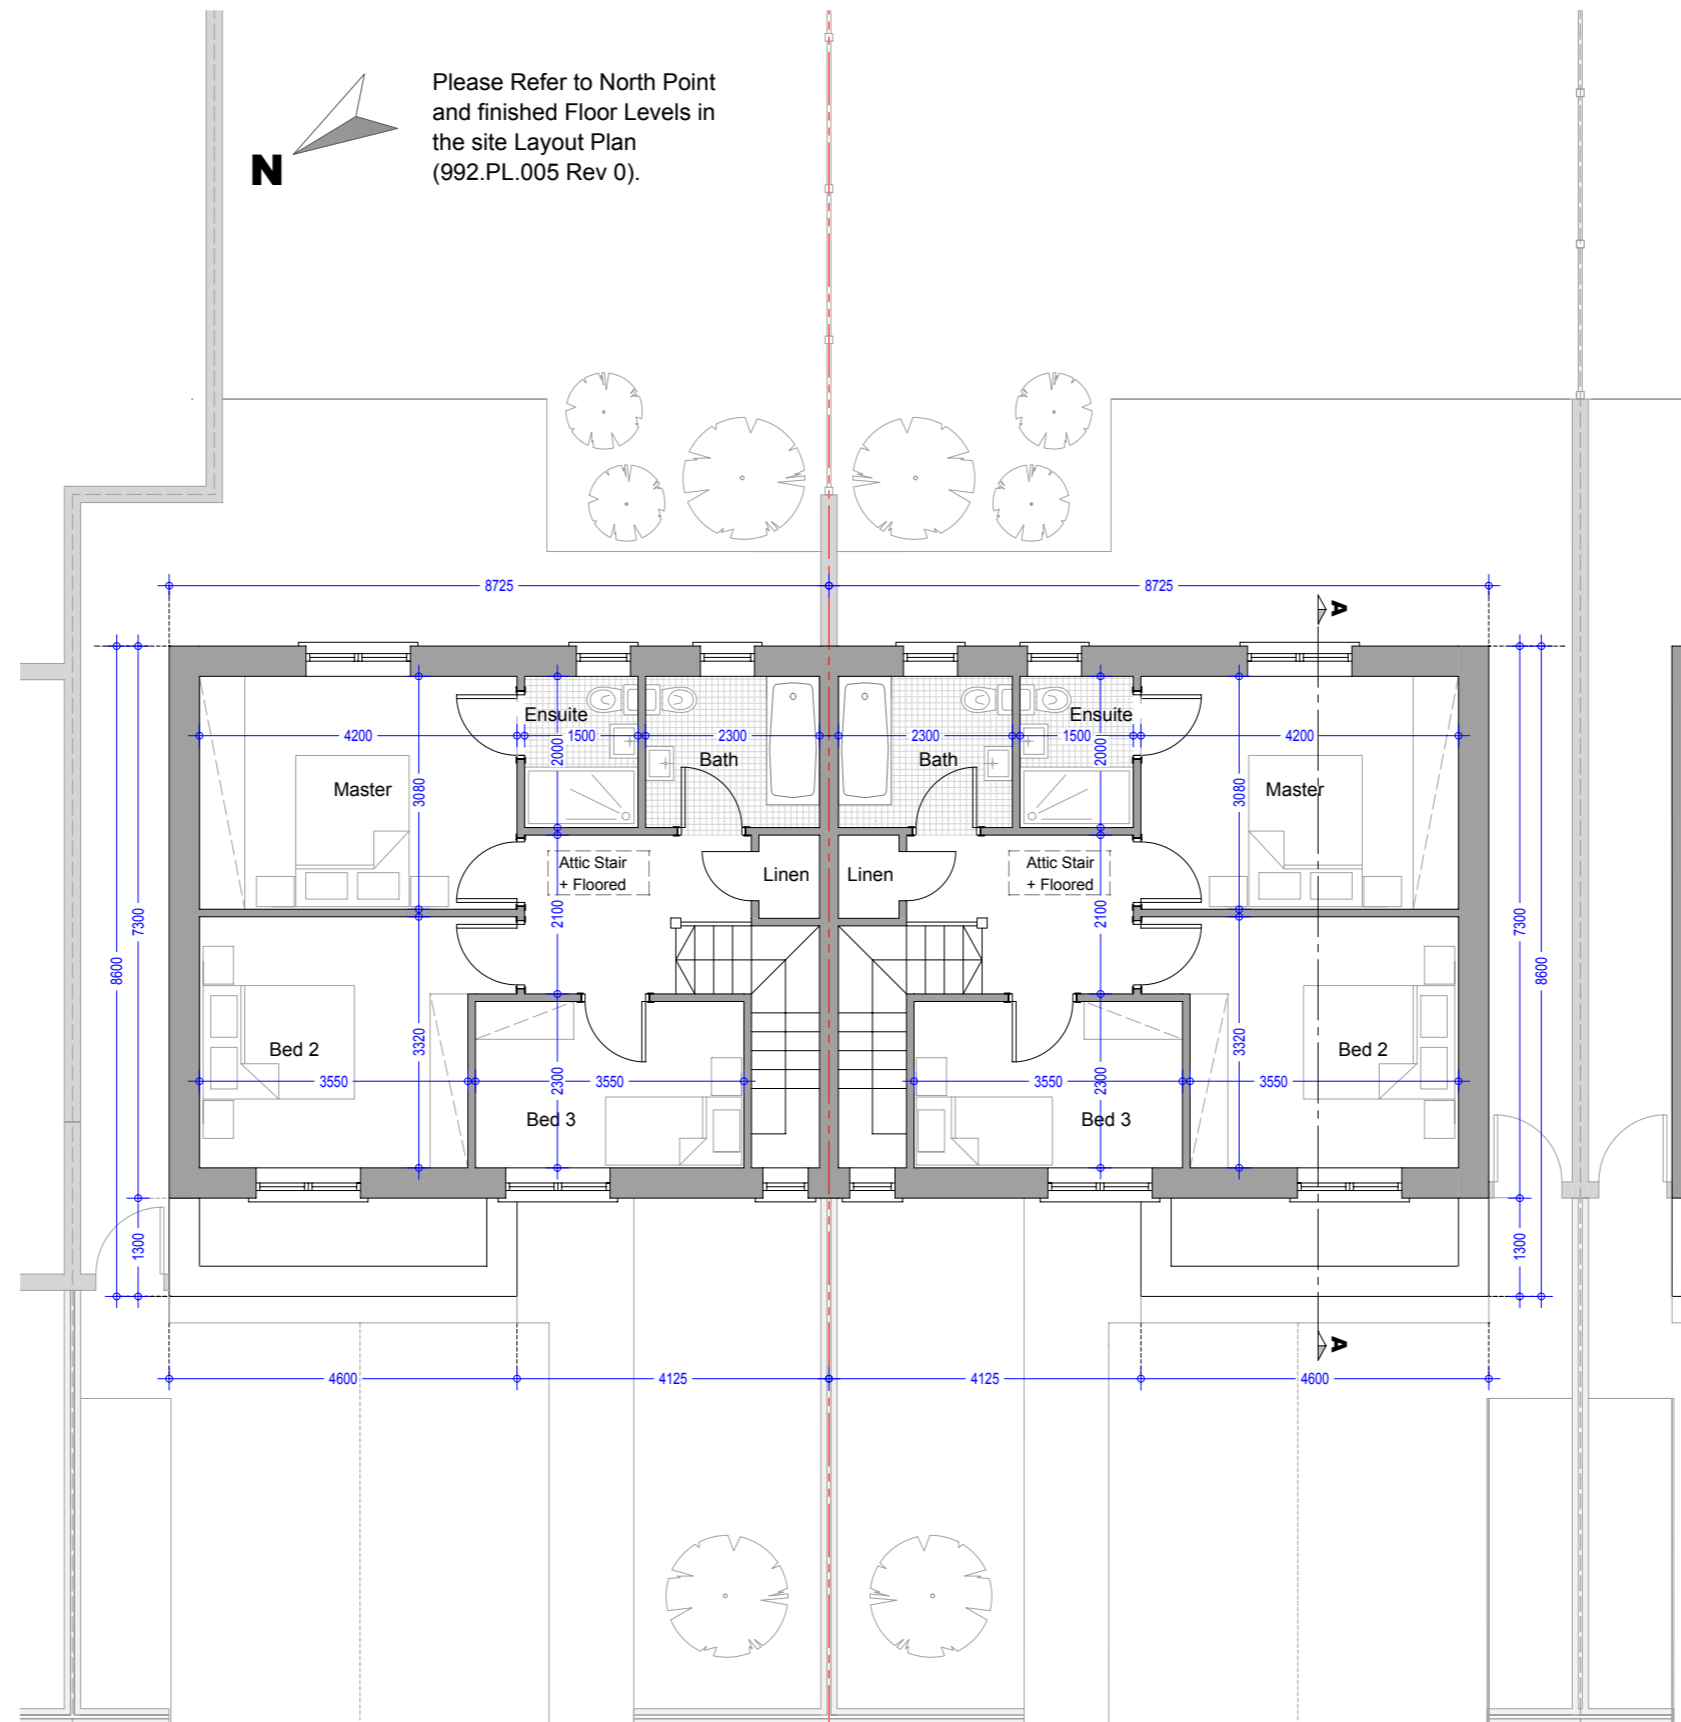 Please Refer to North Point
and finished Floor Levels in
the site Layout Plan
(992.PL.005 Rev 0).
N
8725
8725
A
Ensuite
Ensuite
4200
1500
2300
2300
1500
4200
2000
2000
Bath
Bath
Master
Master
3080
3080
Attic Stair
+ Floored
Attic Stair
+ Floored
Linen
Linen
2100
2100
7300
7300
8600
8600
Bed 2
Bed 2
3320
3320
3550
2300
3550
3550
2300
3550
Bed 3
Bed 3
1300
1300
A
4600
4125
4125
4600